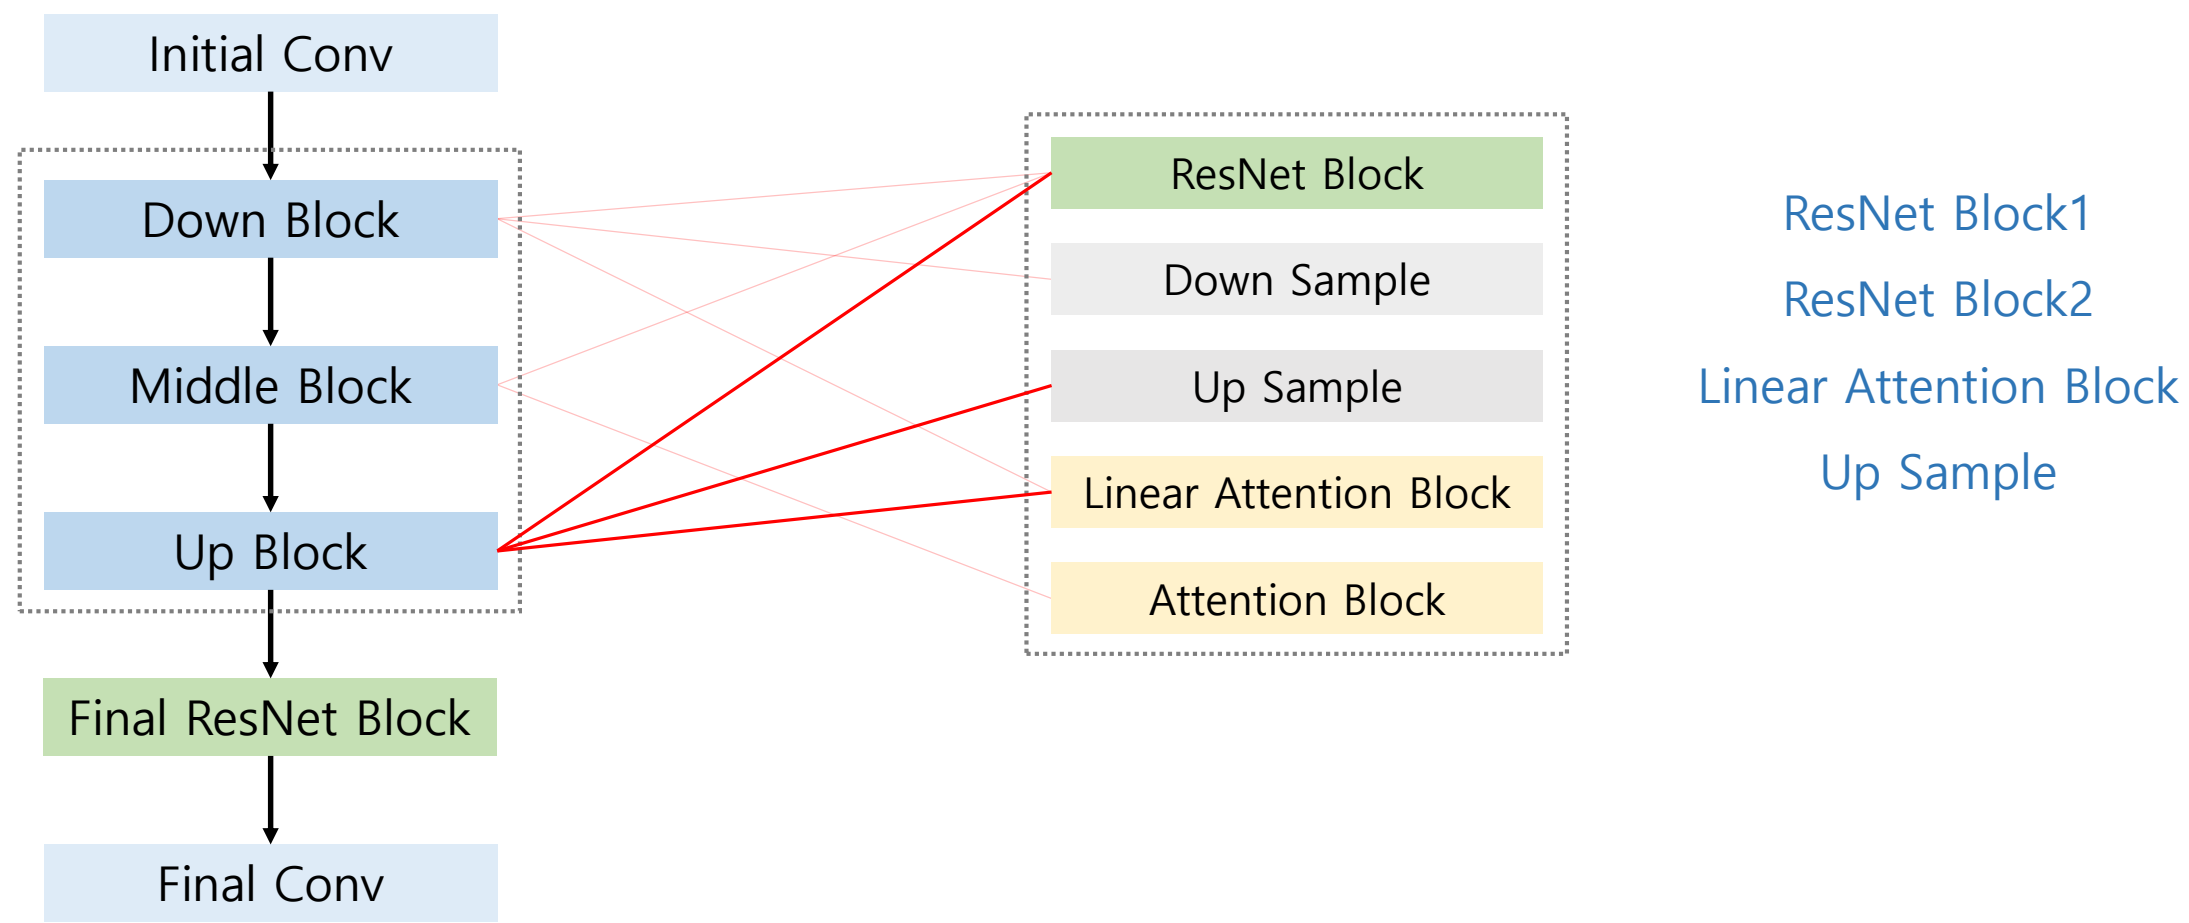 Initial Conv
Down Block
Middle Block
Up Block
Final ResNet Block
Final Conv
ResNet Block
Down Sample
Up Sample
Linear Attention Block
Attention Block
ResNet Block1
ResNet Block2
Linear Attention Block
Up Sample